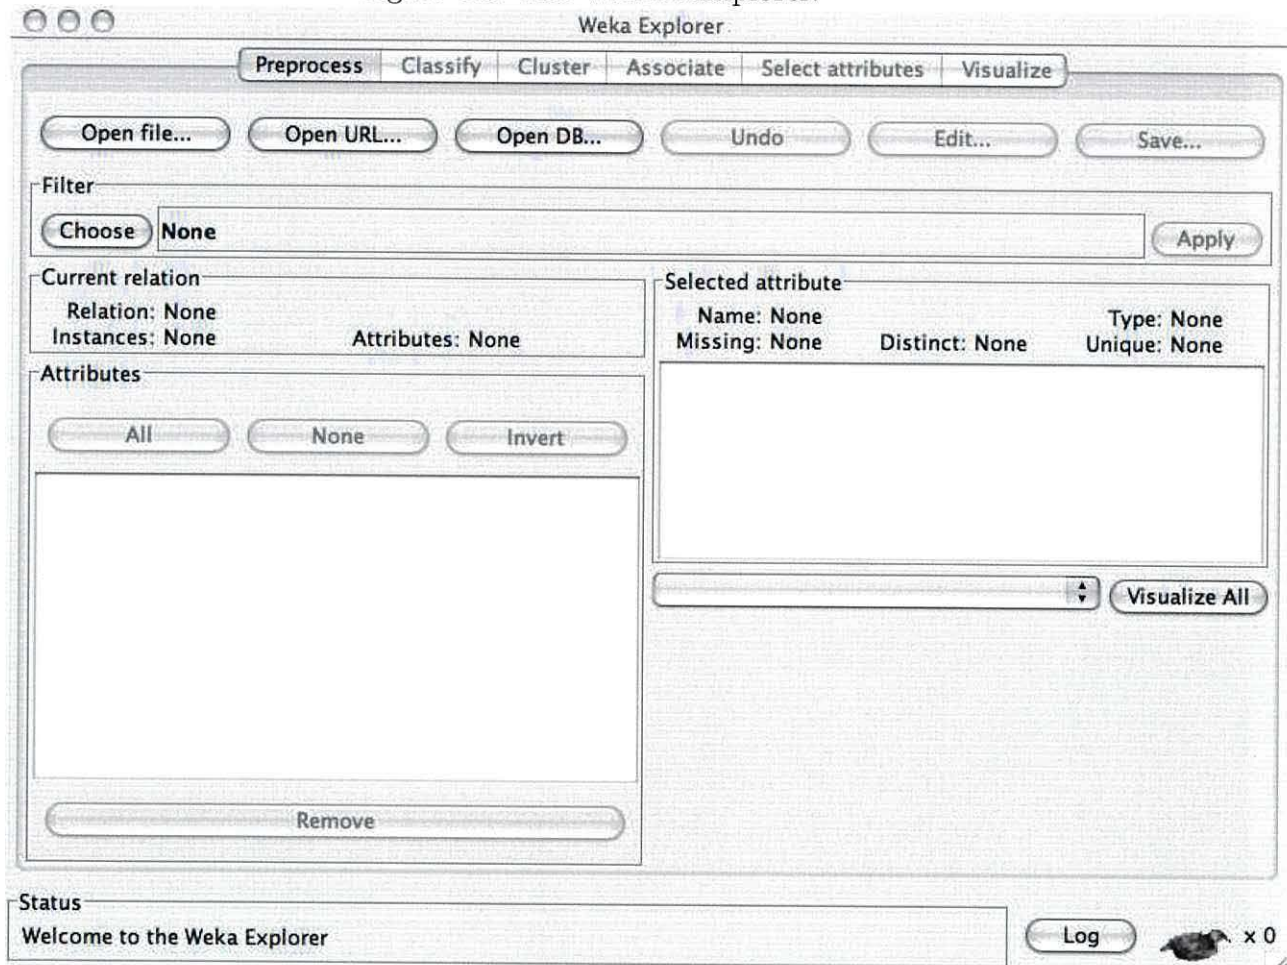 Weka Explorer
Preprocess Classify Cluster Associate Select attributes Visualize
Open file... Open URL... Open DB... Undo Edit... Save...
Filter
Choose None Apply
Current relation
Relation: None
Instances: None Attributes: None
Attributes
All None Invert
Remove
Selected attribute
Name: None Type: None
Missing: None Distinct: None Unique: None
Visualize All
Status
Welcome to the Weka Explorer
Log x 0